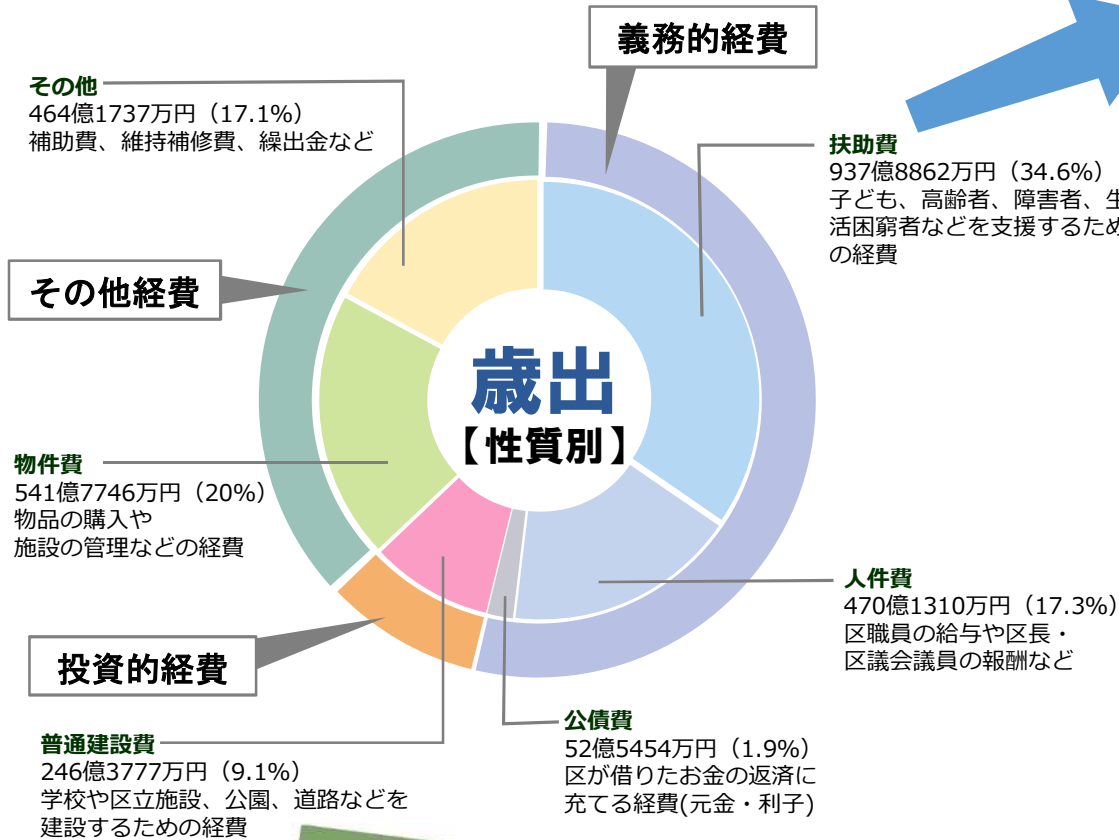 義務的経費
その他
464億1737万円（17.1%）
補助費、維持補修費、繰出金など
扶助費
937億8862万円（34.6%）
子ども、高齢者、障害者、生
活困窮者などを支援するため
の経費
その他経費
歳出
【性質別】
物件費
541億7746万円（20%）
物品の購入や
施設の管理などの経費
人件費
470億1310万円（17.3%）
区職員の給与や区長・
区議会議員の報酬など
投資的経費
公債費
52億5454万円（1.9%）
区が借りたお金の返済に
充てる経費(元金・利子)
普通建設費
246億3777万円（9.1%）
学校や区立施設、公園、道路などを
建設するための経費